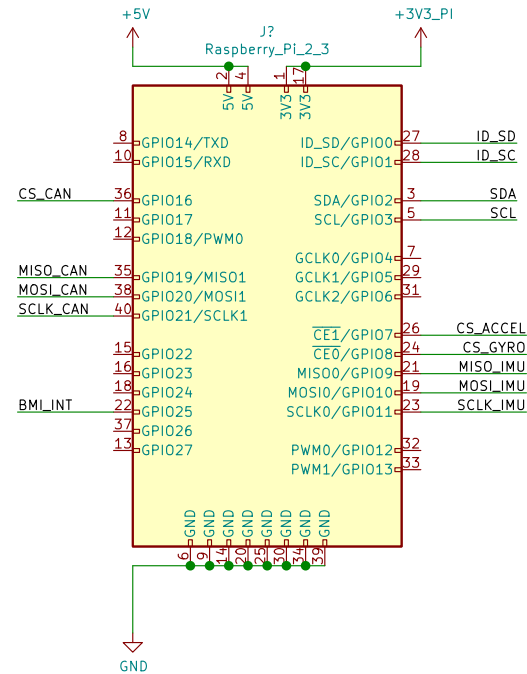 +5V
+3V3_PI
J?
Raspberry_Pi_2_3
2 4 1 17
5V 5V 3V3 3V3
8 GPIO14/TXD ID_SD/GPIO0 27 ID_SD
10 GPIO15/RXD ID_SC/GPIO1 28 ID_SC
CS_CAN 36 GPIO16 SDA/GPIO2 3 SDA
11 GPIO17 SCL/GPIO3 5 SCL
12 GPIO18/PWM0
GCLK0/GPIO4 7
MISO_CAN 35 GPIO19/MISO1 GCLK1/GPIO5 29
MOSI_CAN 38 GPIO20/MOSI1 GCLK2/GPIO6 31
SCLK_CAN 40 GPIO21/SCLK1
CE1/GPIO7 26 CS_ACCEL
15 GPIO22 CE0/GPIO8 24 CS_GYRO
16 GPIO23 MISO0/GPIO9 21 MISO_IMU
18 GPIO24 MOSI0/GPIO10 19 MOSI_IMU
BMI_INT 22 GPIO25 SCLK0/GPIO11 23 SCLK_IMU
37 GPIO26
13 GPIO27 PWM0/GPIO12 32
PWM1/GPIO13 33
GND GND GND GND GND GND GND GND
6 9 14 20 25 30 34 39
GND